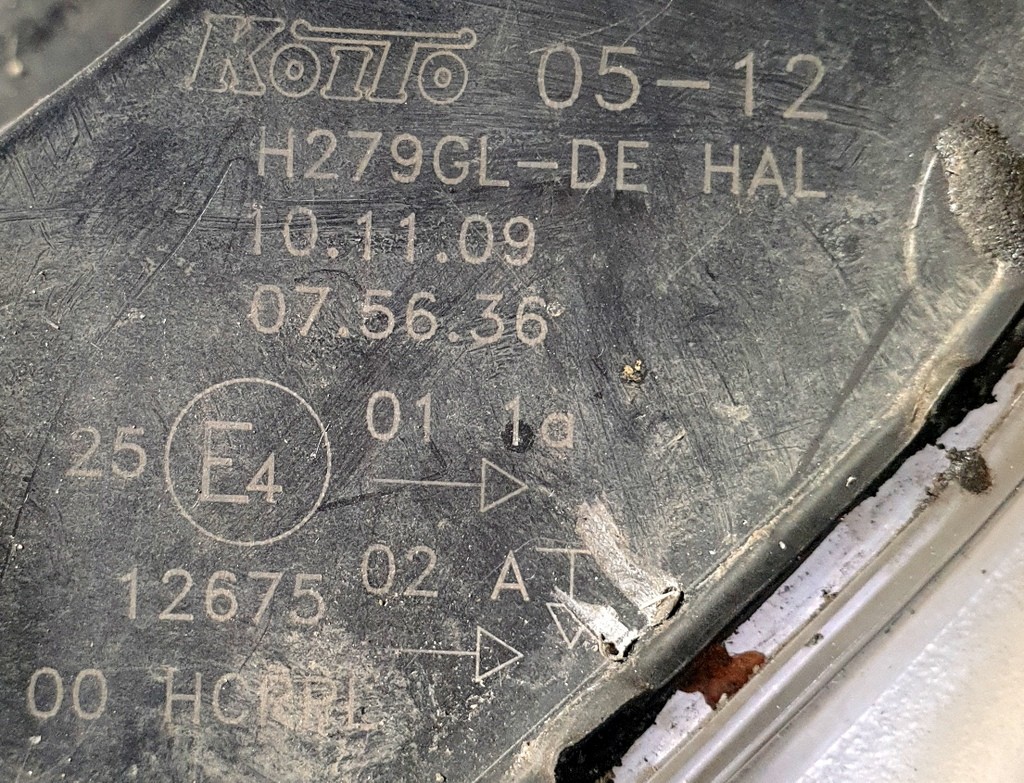 KoiTo 05-12
H279GL-DE HAL
10.11.09
07.56.36
01 1a
25 E4
02 A
12675
00 HCRRL